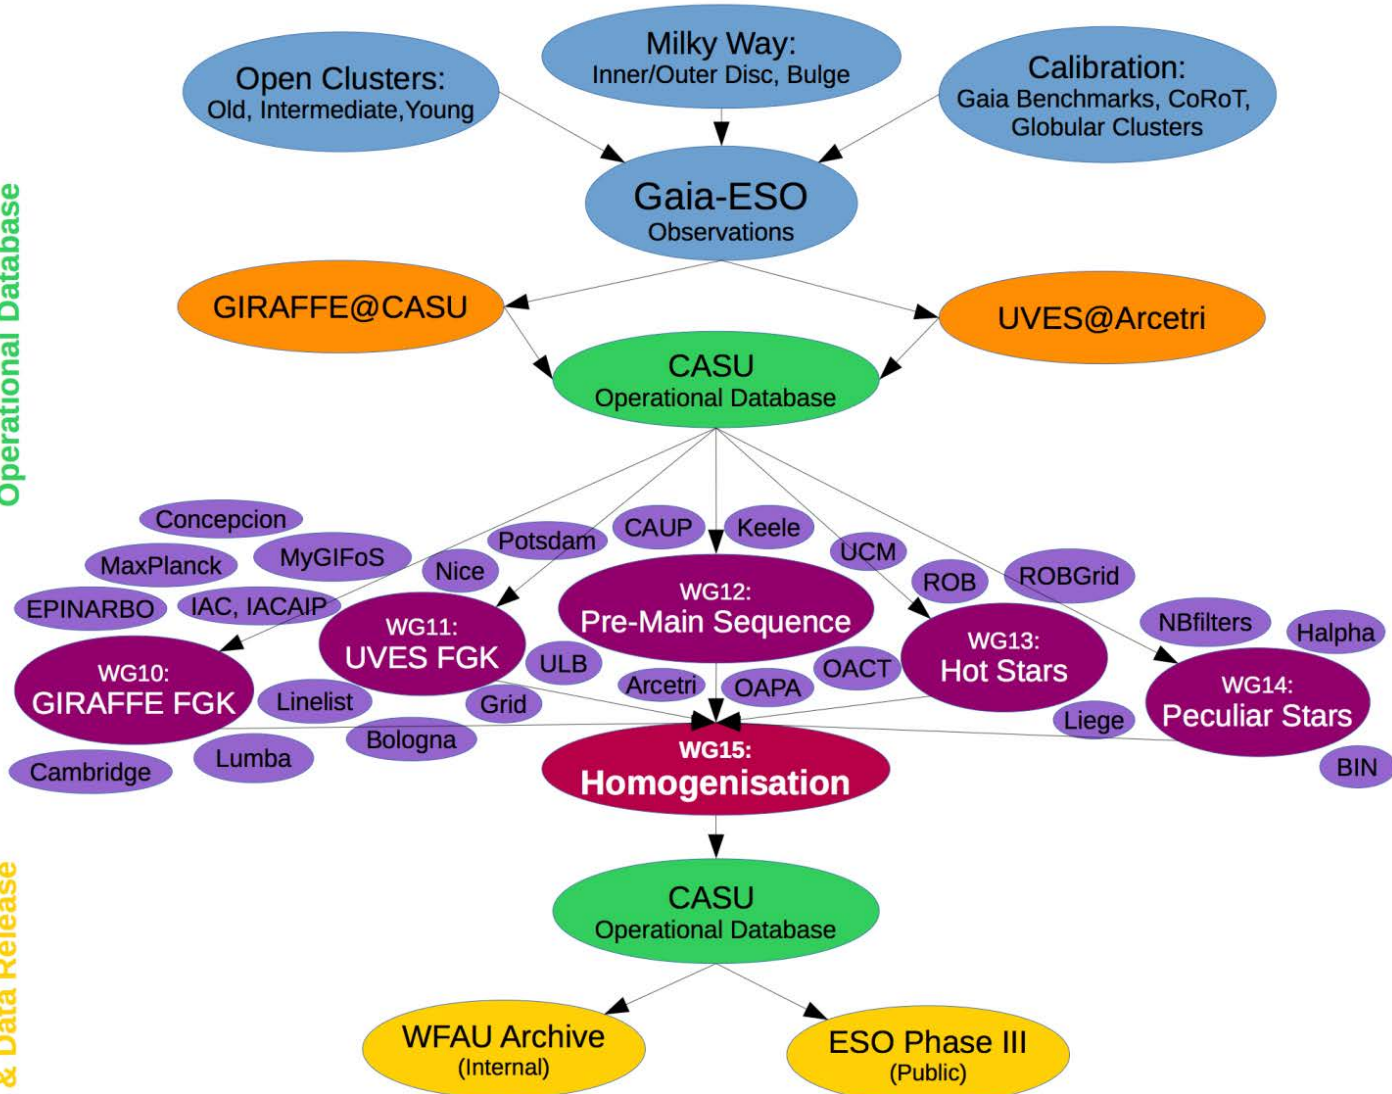 Milky Way:
Inner/Outer Disc, Bulge
Open Clusters:
Old, Intermediate,Young
Calibration:
Gaia Benchmarks, CoRoT,
Globular Clusters
Gaia-ESO
Observations
Operational Database
GIRAFFE@CASU
UVES@Arcetri
CASU
Operational Database
Concepcion
MaxPlanck
MyGIFoS
EPINARBO
IAC, IACAIP
Nice
Potsdam
CAUP
Keele
UCM
ROB
ROBGrid
NBfilters
Halpha
WG10:
GIRAFFE FGK
WG11:
UVES FGK
WG12:
Pre-Main Sequence
WG13:
Hot Stars
WG14:
Peculiar Stars
ULB
Arcetri
OAPA
OACT
Linelist
Grid
Liege
Bologna
Lumba
Cambridge
BIN
WG15:
Homogenisation
CASU
Operational Database
& Data Release
WFAU Archive
(Internal)
ESO Phase III
(Public)